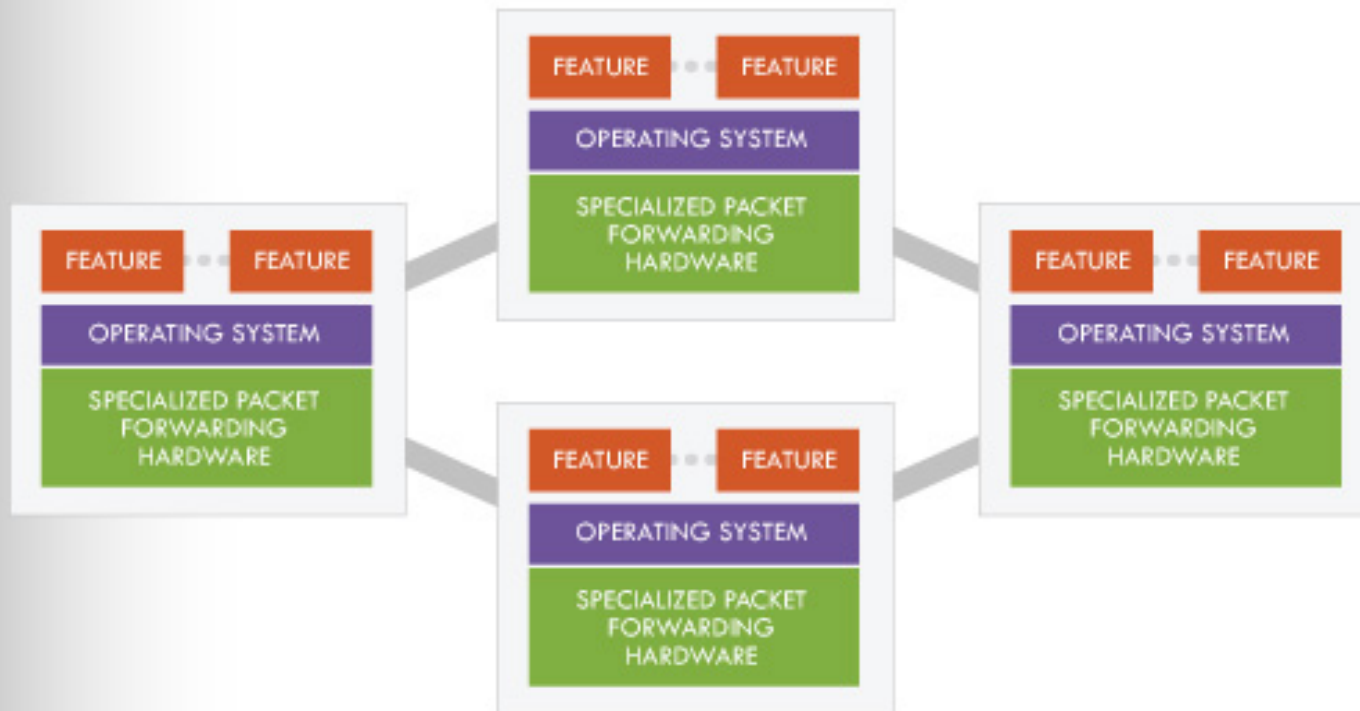 FEATURE FEATURE
OPERATING SYSTEM
SPECIALIZED PACKET
FORWARDING
HARDWARE
FEATURE FEATURE
OPERATING SYSTEM
SPECIALIZED PACKET
FORWARDING
HARDWARE
FEATURE FEATURE
OPERATING SYSTEM
SPECIALIZED PACKET
FORWARDING
HARDWARE
FEATURE FEATURE
OPERATING SYSTEM
SPECIALIZED PACKET
FORWARDING
HARDWARE